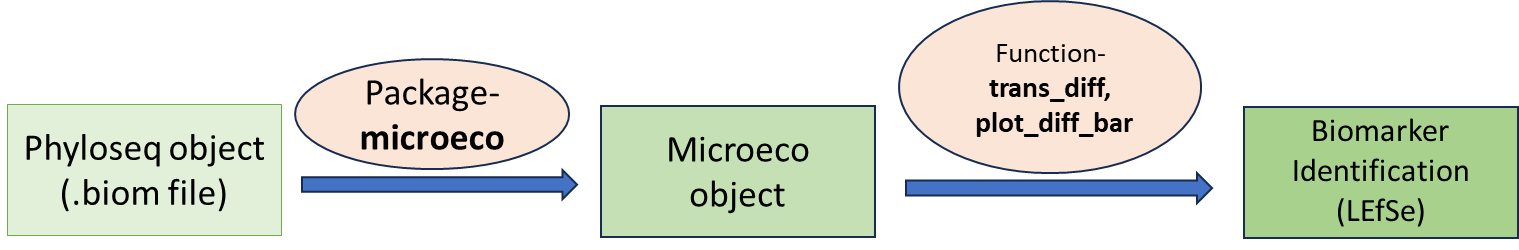 Phyloseq object
(.biom file)
Package-
microeco
Microeco
object
Function-
trans_diff,
plot_diff_bar
Biomarker
Identification
(LEfSe)